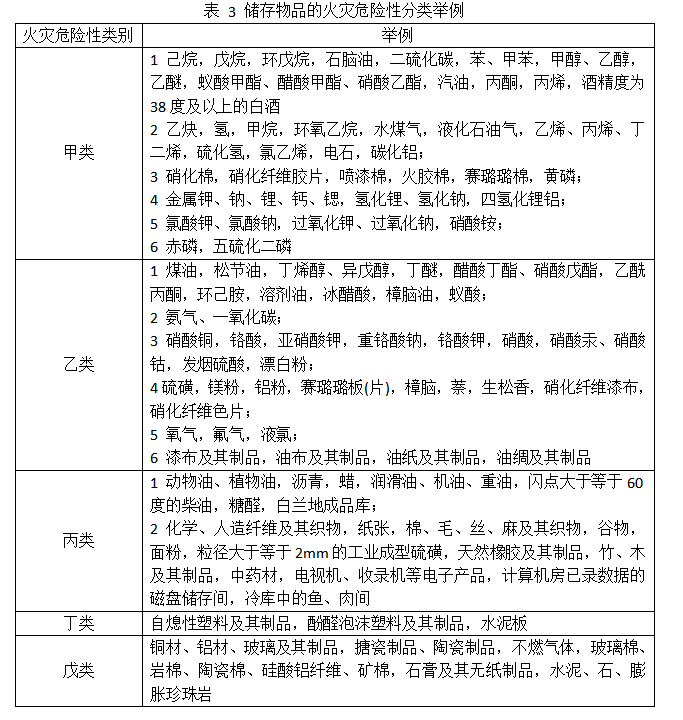 表 3 储存物品的火灾危险性分类举例
火灾危险性类别 举例
甲类
1 己烷，戊烷，环戊烷，石脑油，二硫化碳，苯、甲苯，甲醇、乙醇，
乙醚，蚁酸甲酯、醋酸甲酯、硝酸乙酯，汽油，丙酮，丙烯，酒精度为
38 度及以上的白酒
2 乙炔，氢，甲烷，环氧乙烷，水煤气，液化石油气，乙烯、丙烯、丁
二烯，硫化氢，氯乙烯，电石，碳化铝；
3 硝化棉，硝化纤维胶片，喷漆棉，火胶棉，赛璐珞棉，黄磷；
4 金属钾、钠、锂、钙、锶，氢化锂、氢化钠，四氢化锂铝；
5 氯酸钾、氯酸钠，过氧化钾、过氧化钠，硝酸铵；
6 赤磷，五硫化二磷
乙类
1 煤油，松节油，丁烯醇、异戊醇，丁醚，醋酸丁酯、硝酸戊酯，乙酰
丙酮，环己胺，溶剂油，冰醋酸，樟脑油，蚁酸；
2 氨气、一氧化碳；
3 硝酸铜，铬酸，亚硝酸钾，重铬酸钠，铬酸钾，硝酸，硝酸汞、硝酸
钴，发烟硫酸，漂白粉；
4硫磺，镁粉，铝粉，赛璐珞板(片)，樟脑，萘，生松香，硝化纤维漆布，
硝化纤维色片；
5 氧气，氟气，液氯；
6 漆布及其制品，油布及其制品，油纸及其制品，油绸及其制品
丙类
1 动物油、植物油，沥青，蜡，润滑油、机油、重油，闪点大于等于 60
度的柴油，糖醛，白兰地成品库；
2 化学、人造纤维及其织物，纸张，棉、毛、丝、麻及其织物，谷物，
面粉，粒径大于等于 2mm 的工业成型硫磺，天然橡胶及其制品，竹、木
及其制品，中药材，电视机、收录机等电子产品，计算机房已录数据的
磁盘储存间，冷库中的鱼、肉间
丁类 自熄性塑料及其制品，酚醛泡沫塑料及其制品，水泥板
戊类
铜材、铝材、玻璃及其制品，搪瓷制品、陶瓷制品，不燃气体，玻璃棉、
岩棉、陶瓷棉、硅酸铝纤维、矿棉，石膏及其无纸制品，水泥、石、膨
胀珍珠岩